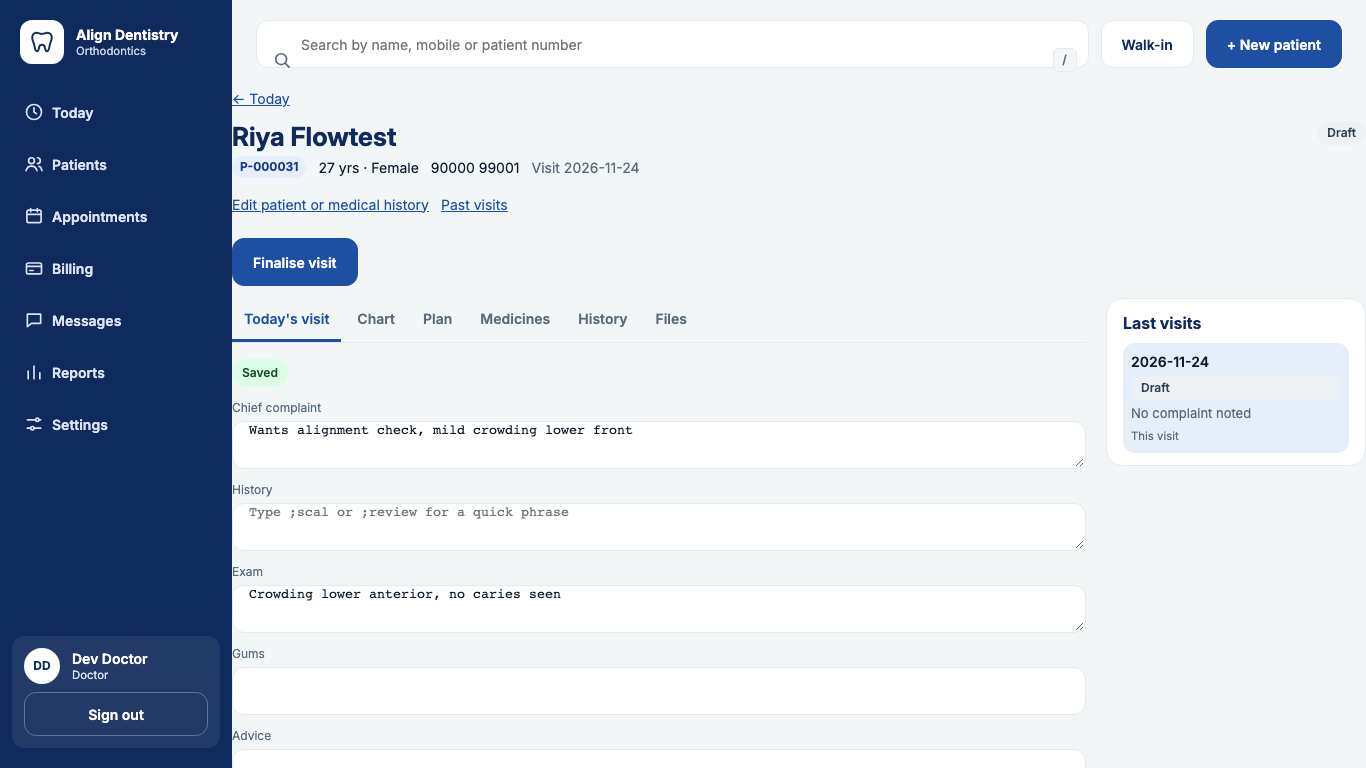 Align Dentistry
Orthodontics
Today
Patients
Appointments
Billing
Messages
Reports
Settings
DD
Dev Doctor
Doctor
Sign out
Search by name, mobile or patient number
/
Walk-in
+ New patient
← Today
Riya Flowtest
Draft
P-000031 27 yrs · Female 90000 99001 Visit 2026-11-24
Edit patient or medical history Past visits
Finalise visit
Today's visit Chart Plan Medicines History Files
Saved
Chief complaint
Wants alignment check, mild crowding lower front
History
Type ;scal or ;review for a quick phrase
Exam
Crowding lower anterior, no caries seen
Gums
Advice
Last visits
2026-11-24
Draft
No complaint noted
This visit